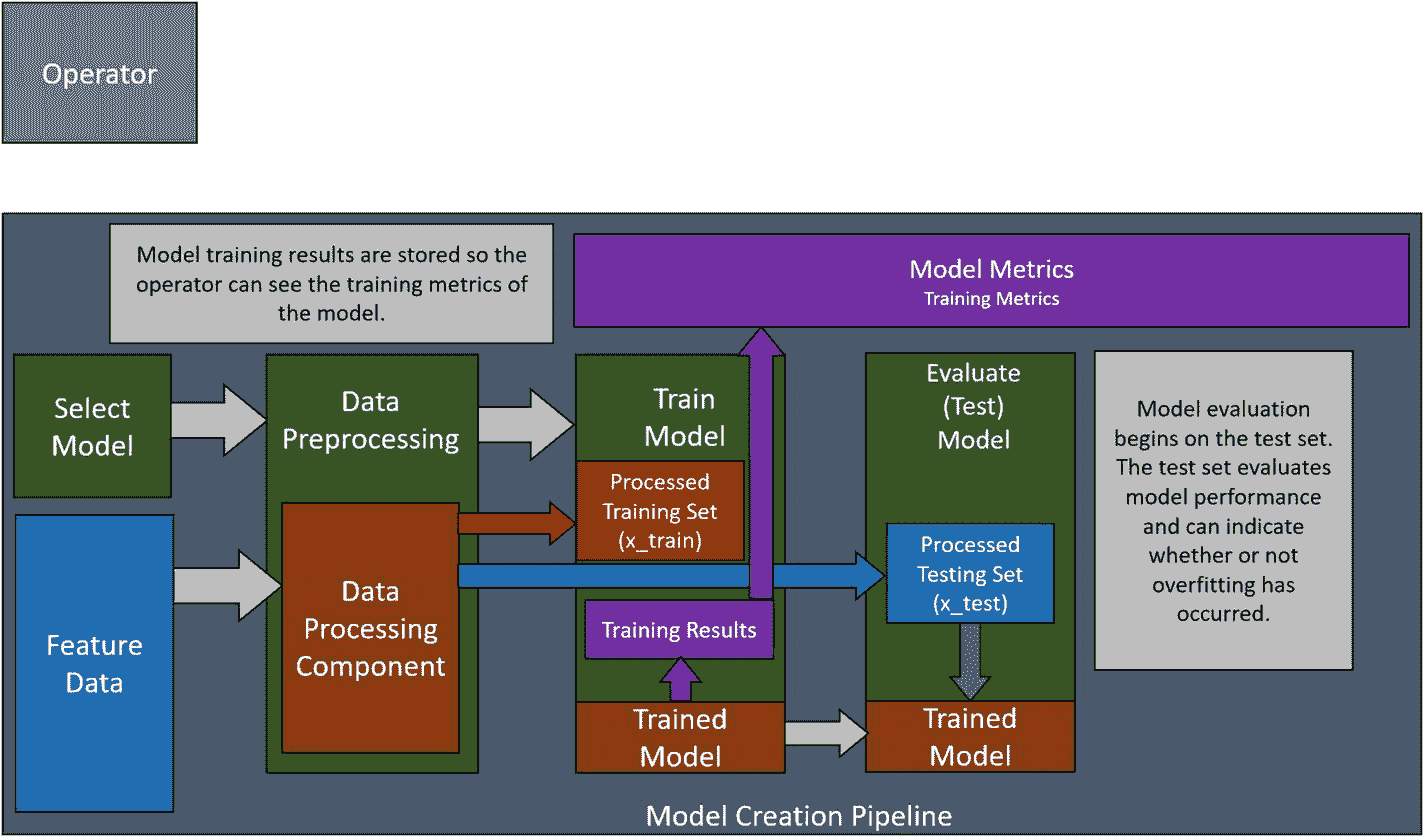 Operator
Model training results are stored so the
operator can see the training metrics of
the model.
Model Metrics
Training Metrics
Select
Model
Data
Preprocessing
Train
Model
Evaluate
(Test)
Model
Model evaluation
begins on the test set.
The test set evaluates
model performance
and can indicate
whether or not
overfitting has
occurred.
Processed
Training Set
(x_train)
Feature
Data
Data
Processing
Component
Processed
Testing Set
(x_test)
Training Results
Trained
Model
Trained
Model
Model Creation Pipeline